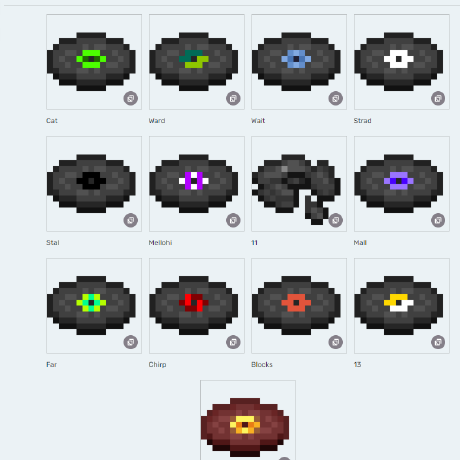 Cat
Ward
Wait
Strad
Stal
Mellohi
11
Mall
Far
Chirp
Blocks
13